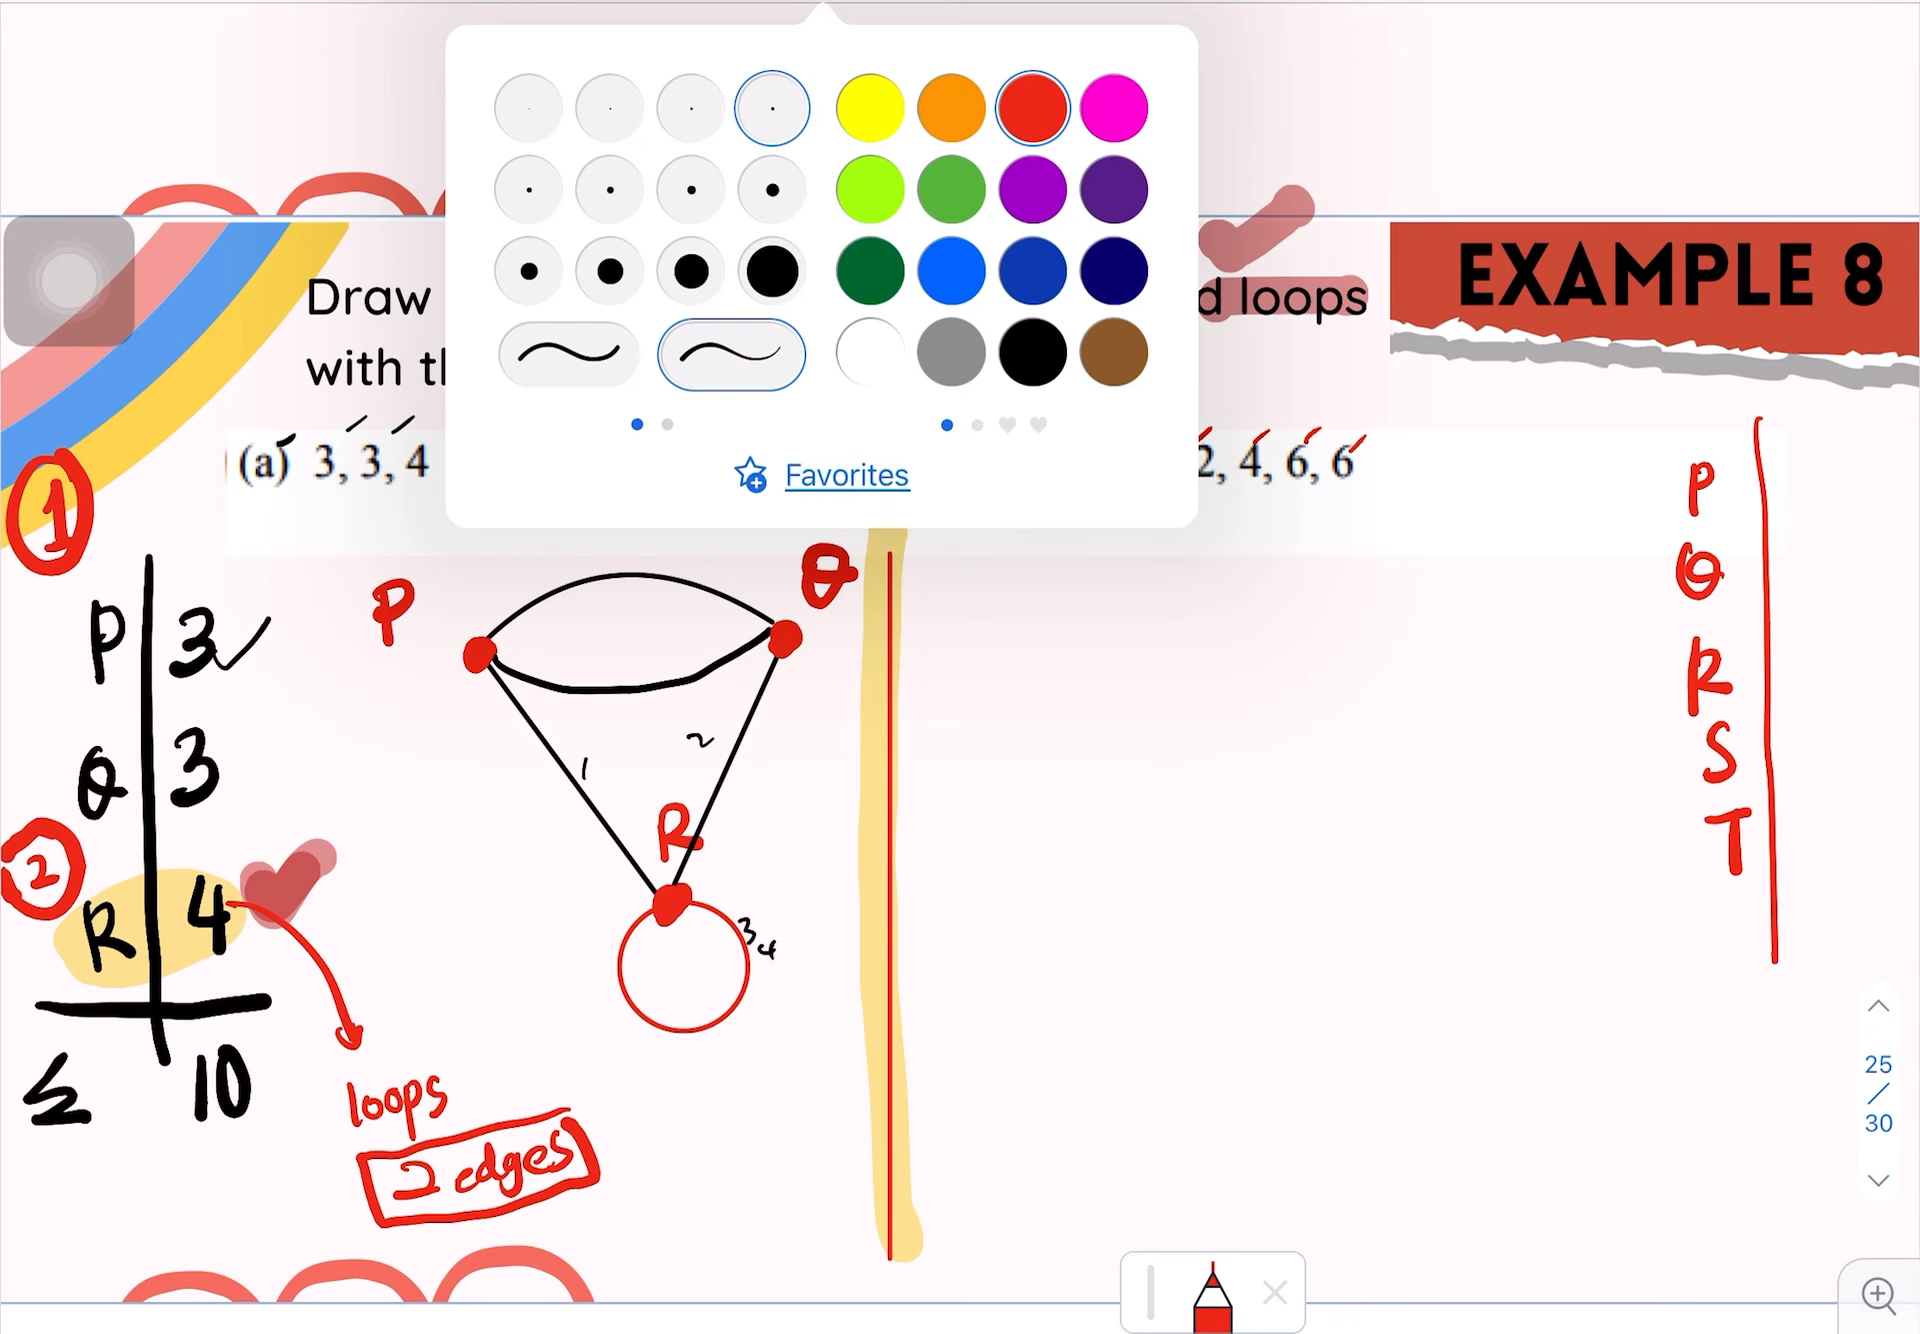 EXAMPLE 8
Draw
d loops
with th
(a) 3, 3, 4
2, 4, 6, 6
Favorites
1
P 3
Q 3
2
R 4
Σ 10
loops
2 edges
P
Q
1
2
R
3
4
P
Q
R
S
T
25
/
30